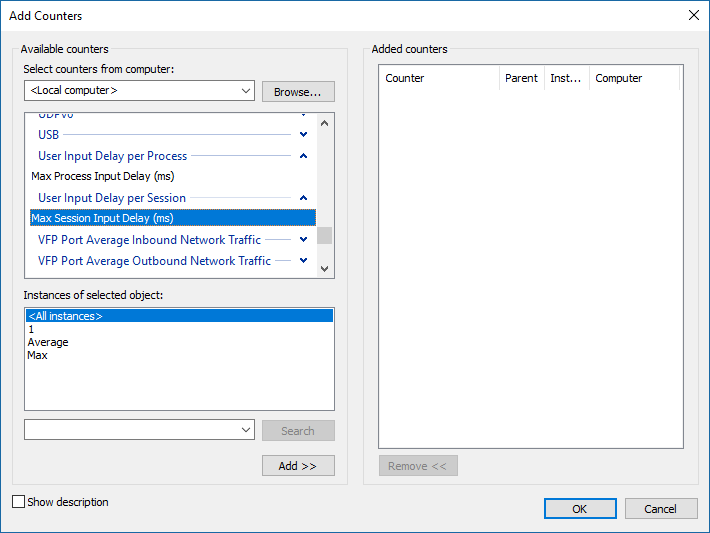 Add Counters
Available counters
Select counters from computer:
<Local computer>
Browse...
UDPv6
USB
User Input Delay per Process
Max Process Input Delay (ms)
User Input Delay per Session
Max Session Input Delay (ms)
VFP Port Average Inbound Network Traffic
VFP Port Average Outbound Network Traffic
Instances of selected object:
<All instances>
1
Average
Max
Search
Add >>
Show description
Added counters
Counter Parent Inst... Computer
Remove <<
OK
Cancel